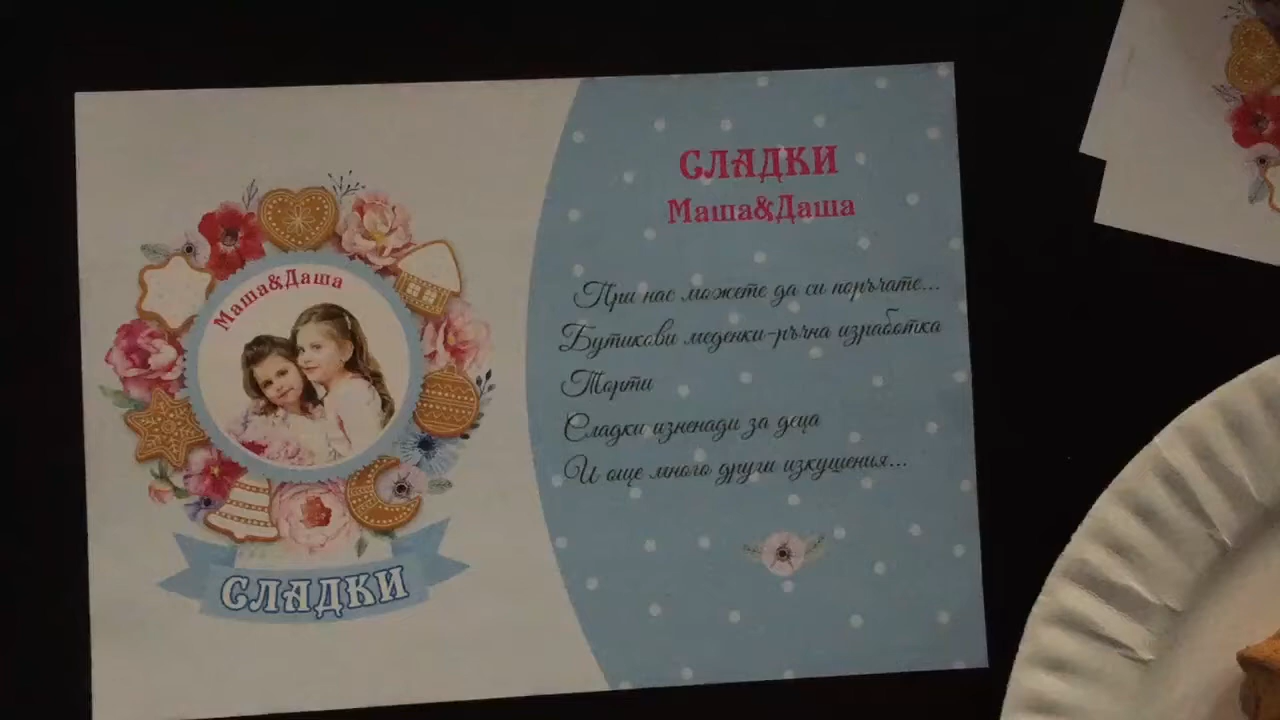 Маша&Даша
СЛАДКИ
СЛАДКИ
Маша&Даша
При нас можете да си поръчате...
Бутикови меденки-ръчна изработка
Торти
Сладки изненади за деца
И още много други изкушения...